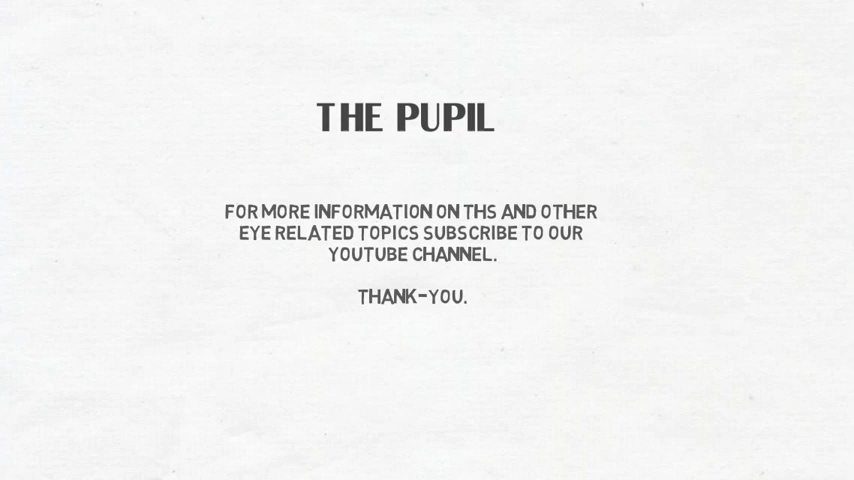 THE PUPIL
FOR MORE INFORMATION ON THS AND OTHER
EYE RELATED TOPICS SUBSCRIBE TO OUR
YOUTUBE CHANNEL.
THANK-YOU.